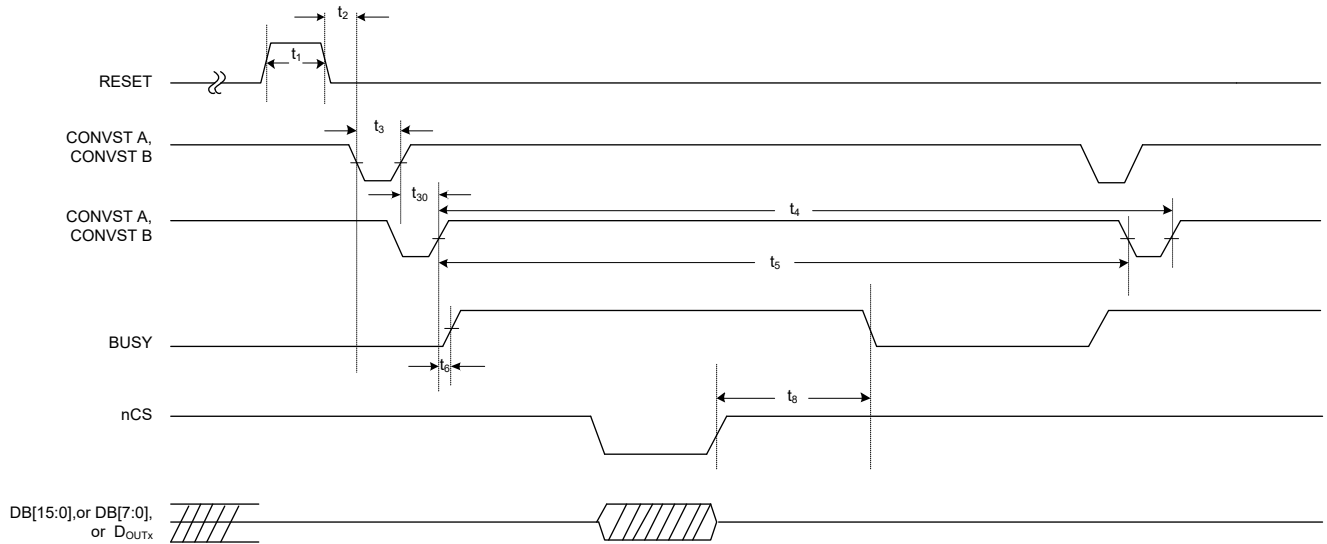 t2
t1
RESET
t3
CONVST A,
CONVST B
t30
t4
CONVST A,
CONVST B
t5
BUSY
t6
t8
nCS
DB[15:0],or DB[7:0],
or DOUTx